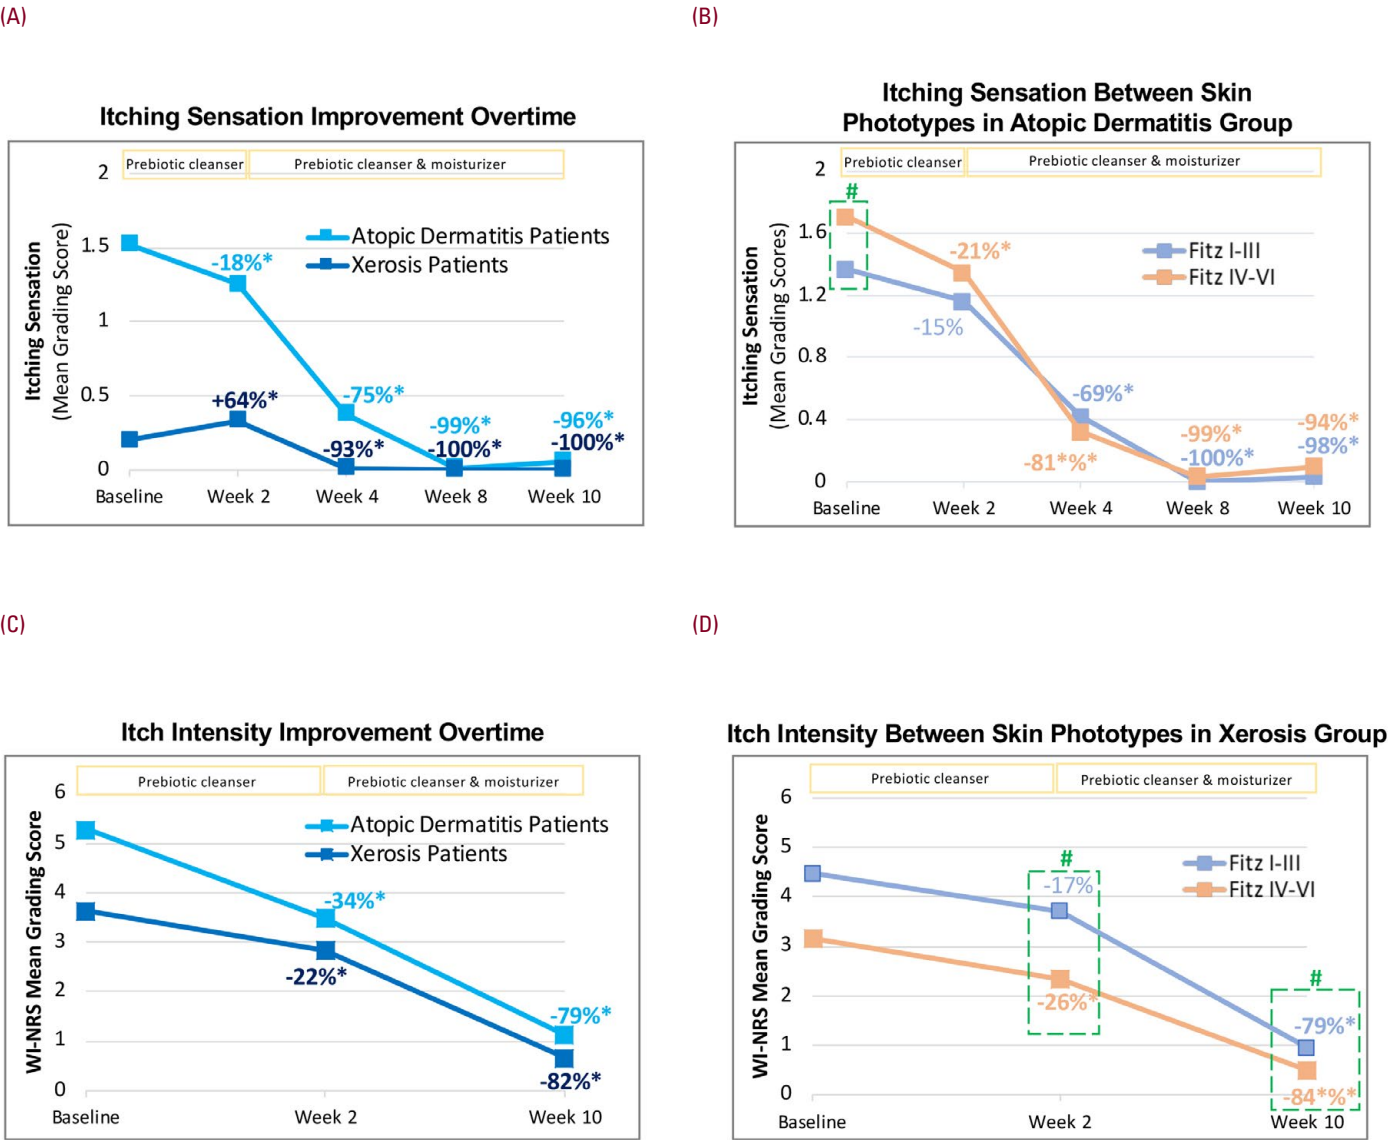 (A)
Itching Sensation Improvement Overtime
Prebiotic cleanser
Prebiotic cleanser & moisturizer
Itching Sensation
(Mean Grading Scores)
2
1.5
1
0.5
0
Atopic Dermatitis Patients
Xerosis Patients
-18%*
+64%*
-75%*
-93%*
-99%*
-100%*
-96%*
-100%*
Baseline
Week 2
Week 4
Week 8
Week 10
(B)
Itching Sensation Between Skin
Phototypes in Atopic Dermatitis Group
Prebiotic cleanser
Prebiotic cleanser & moisturizer
Itching Sensation
(Mean Grading Scores)
2
1.6
1.2
0.8
0.4
0
#
Fitz I-III
Fitz IV-VI
-21%*
-15%
-69%*
-81*%*
-99%*
-100%*
-94%*
-98%*
Baseline
Week 2
Week 4
Week 8
Week 10
(C)
Itch Intensity Improvement Overtime
Prebiotic cleanser
Prebiotic cleanser & moisturizer
WI-NRS Mean Grading Score
6
5
4
3
2
1
0
Atopic Dermatitis Patients
Xerosis Patients
-34%*
-22%*
-79%*
-82%*
Baseline
Week 2
Week 10
(D)
Itch Intensity Between Skin Phototypes in Xerosis Group
Prebiotic cleanser
Prebiotic cleanser & moisturizer
WI-NRS Mean Grading Score
6
5
4
3
2
1
0
Fitz I-III
Fitz IV-VI
#
-17%
-26%*
#
-79%*
-84*%*
Baseline
Week 2
Week 10